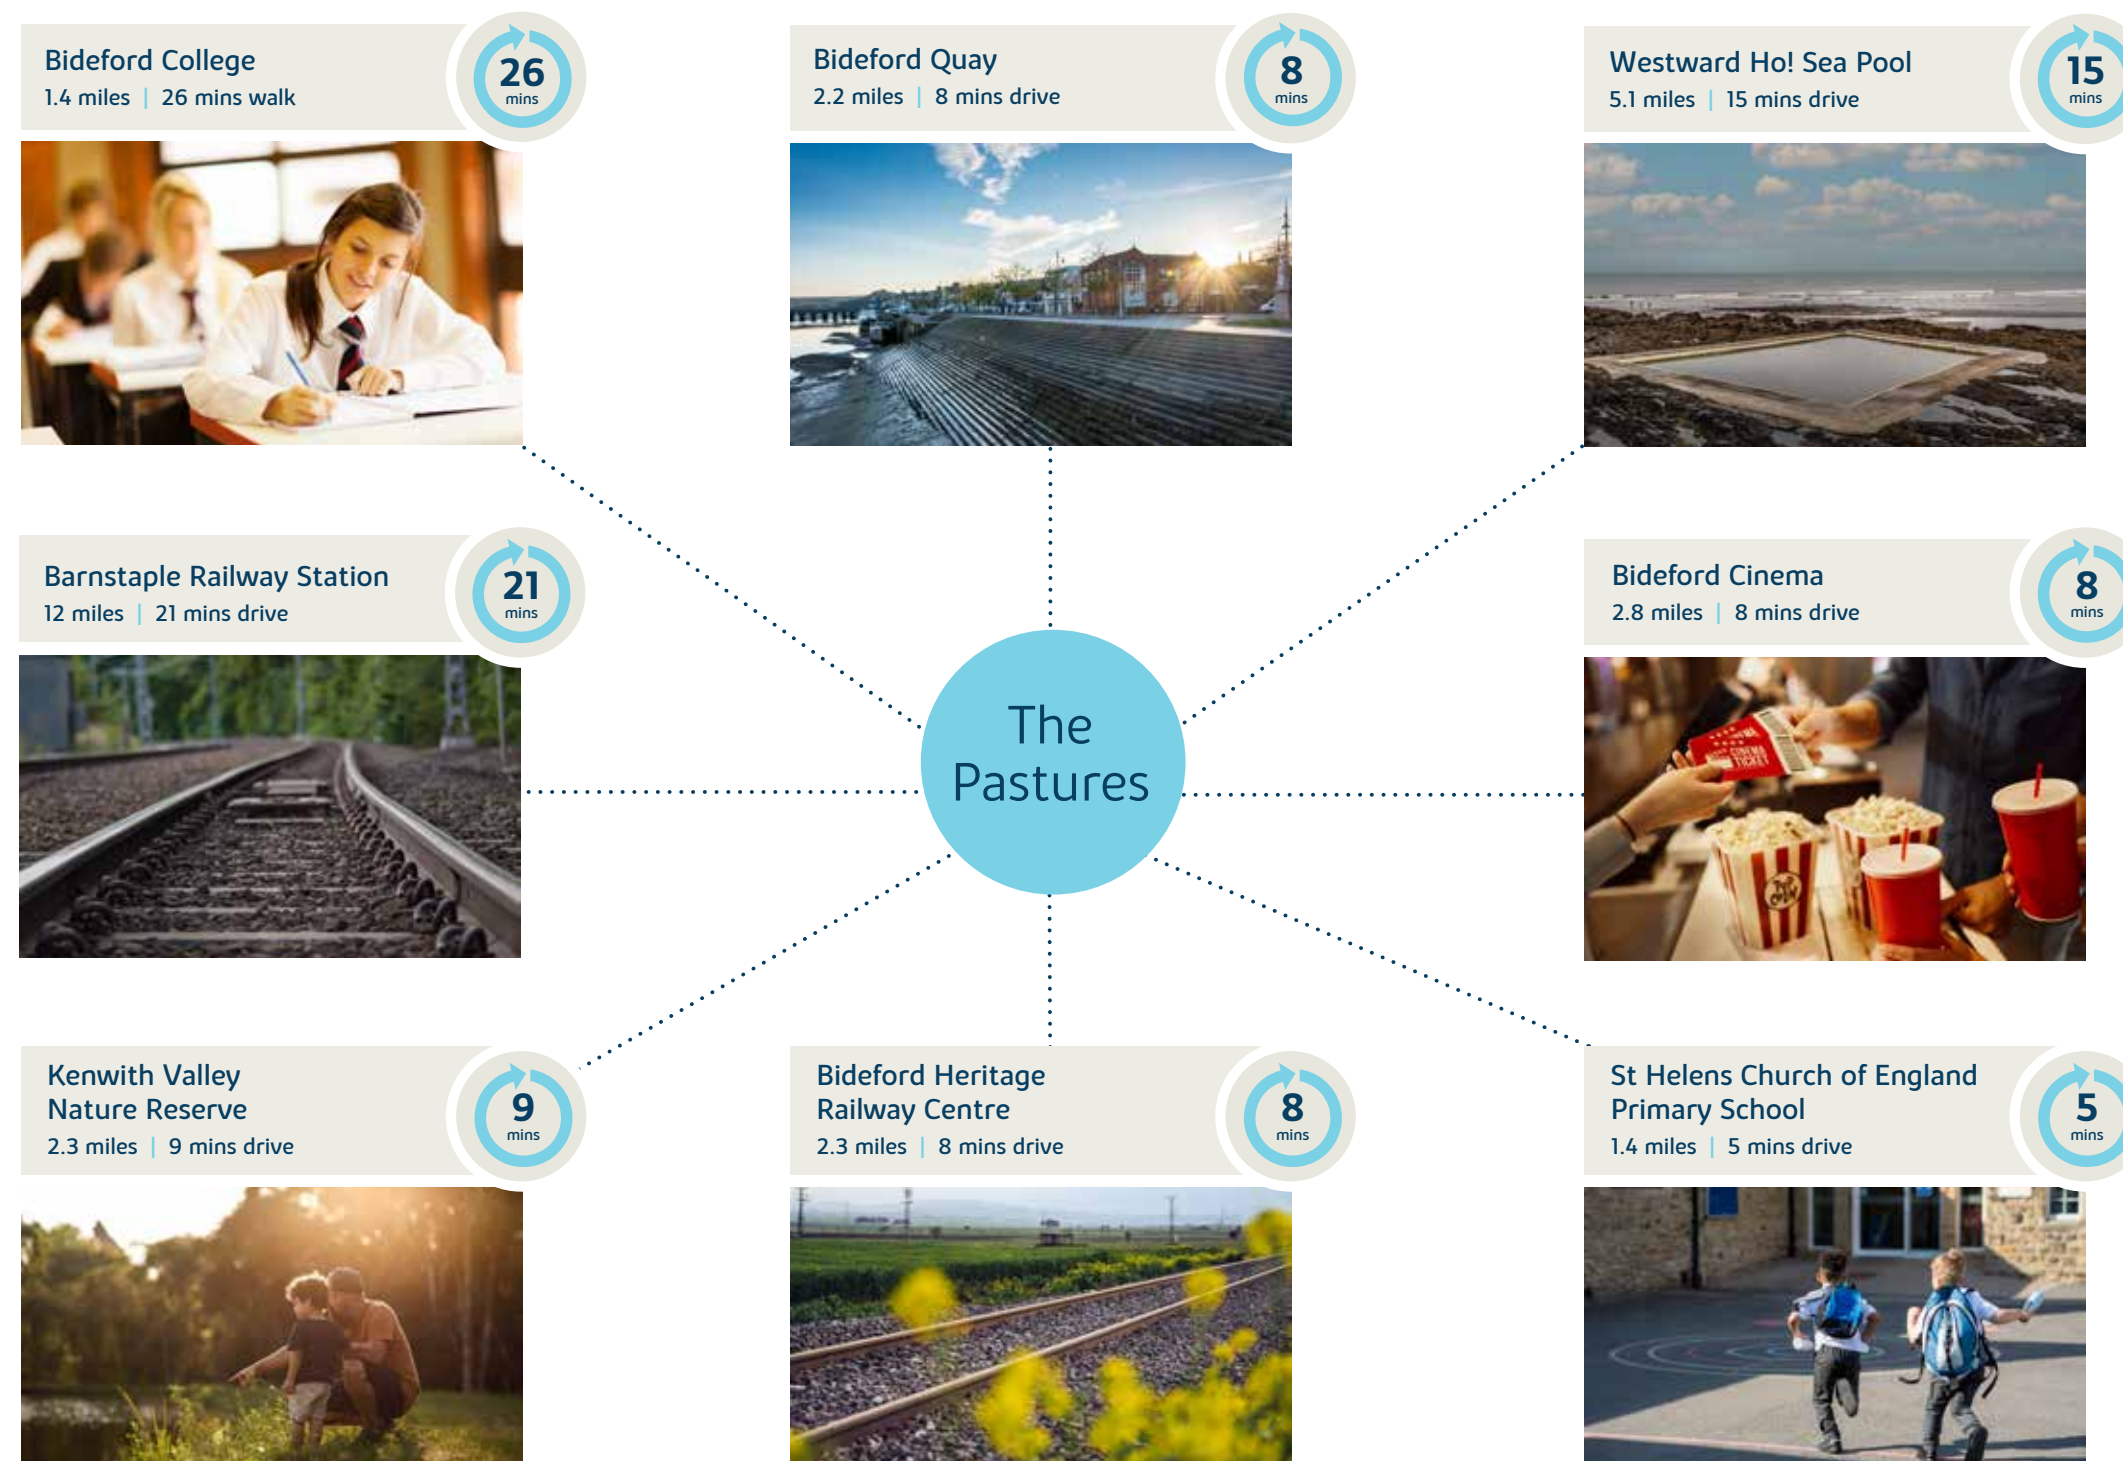 Bideford College
1.4 miles | 26 mins walk
26
mins
Bideford Quay
2.2 miles | 8 mins drive
8
mins
Westward Ho! Sea Pool
5.1 miles | 15 mins drive
15
mins
Barnstaple Railway Station
12 miles | 21 mins drive
21
mins
The
Pastures
Bideford Cinema
2.8 miles | 8 mins drive
8
mins
CINEMA
TICKET
Kenwith Valley
Nature Reserve
2.3 miles | 9 mins drive
9
mins
Bideford Heritage
Railway Centre
2.3 miles | 8 mins drive
8
mins
St Helens Church of England
Primary School
1.4 miles | 5 mins drive
5
mins